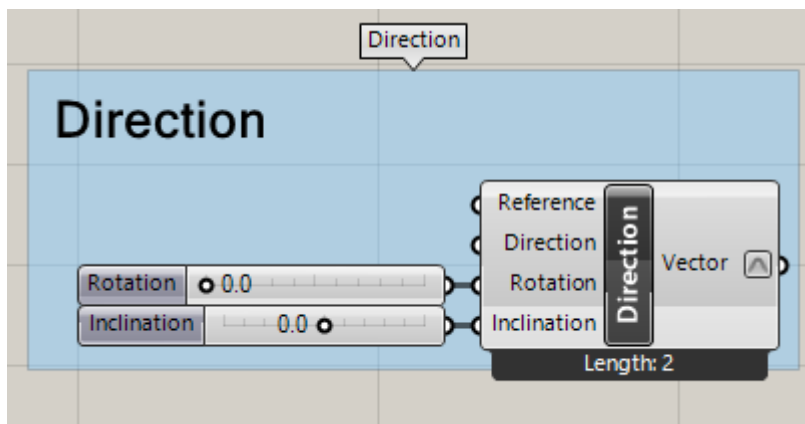 Direction
Direction
Reference
Direction
Rotation 0.0 Rotation
Inclination 0.0 Inclination
Direction
Vector
Length: 2